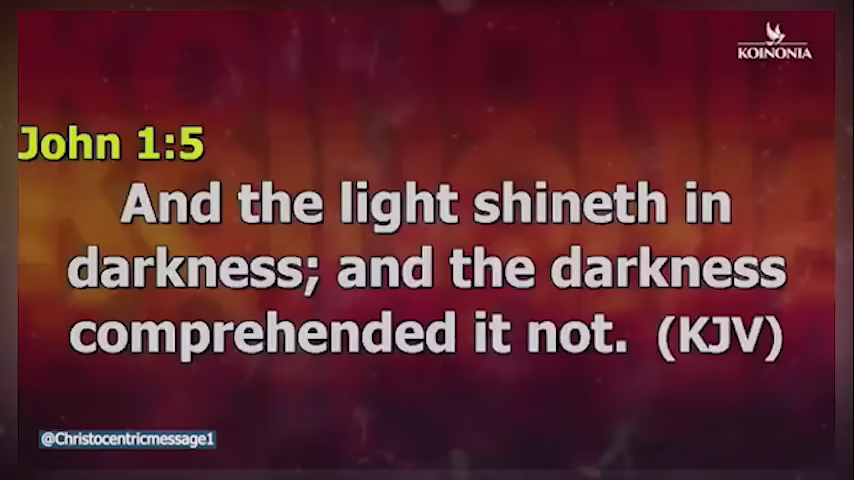 KOINONIA
John 1:5
And the light shineth in
darkness; and the darkness
comprehended it not. (KJV)
@Christocentricmessage1